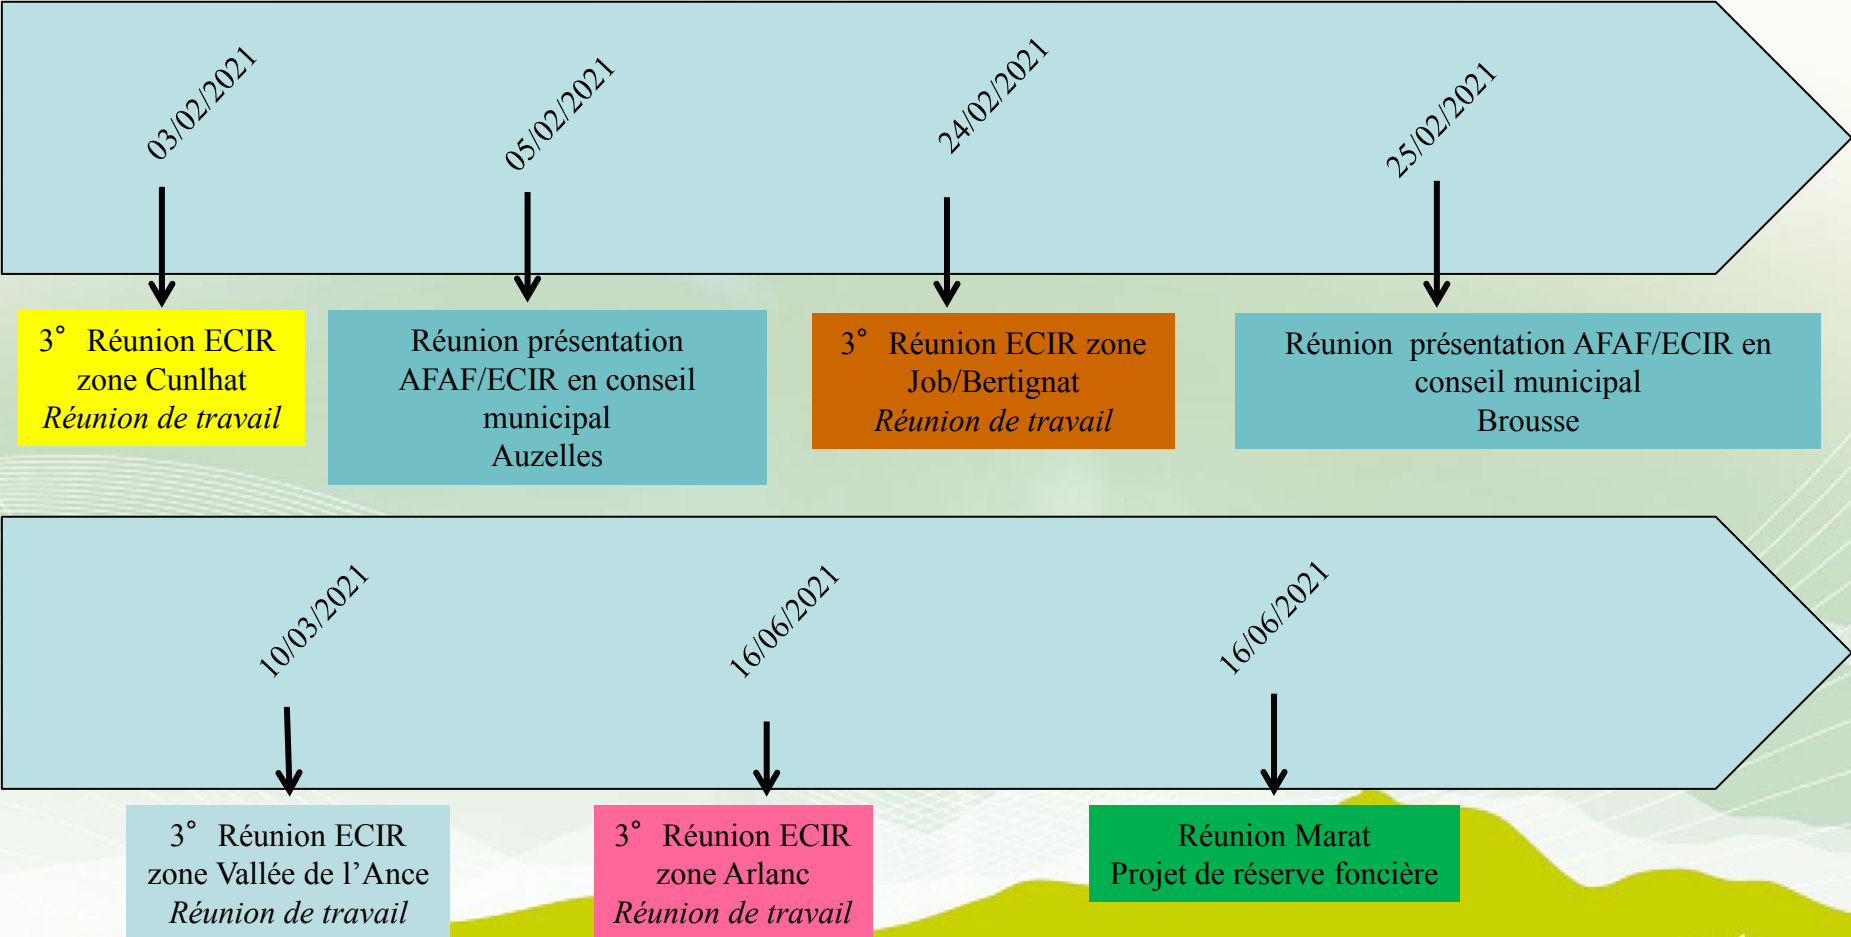 03/02/2021
05/02/2021
24/02/2021
25/02/2021
3° Réunion ECIR
zone Cunlhat
Réunion de travail
Réunion présentation
AFAF/ECIR en conseil
municipal
Auzelles
3° Réunion ECIR zone
Job/Bertignat
Réunion de travail
Réunion présentation AFAF/ECIR en
conseil municipal
Brousse
10/03/2021
16/06/2021
16/06/2021
3° Réunion ECIR
zone Vallée de l’Ance
Réunion de travail
3° Réunion ECIR
zone Arlanc
Réunion de travail
Réunion Marat
Projet de réserve foncière